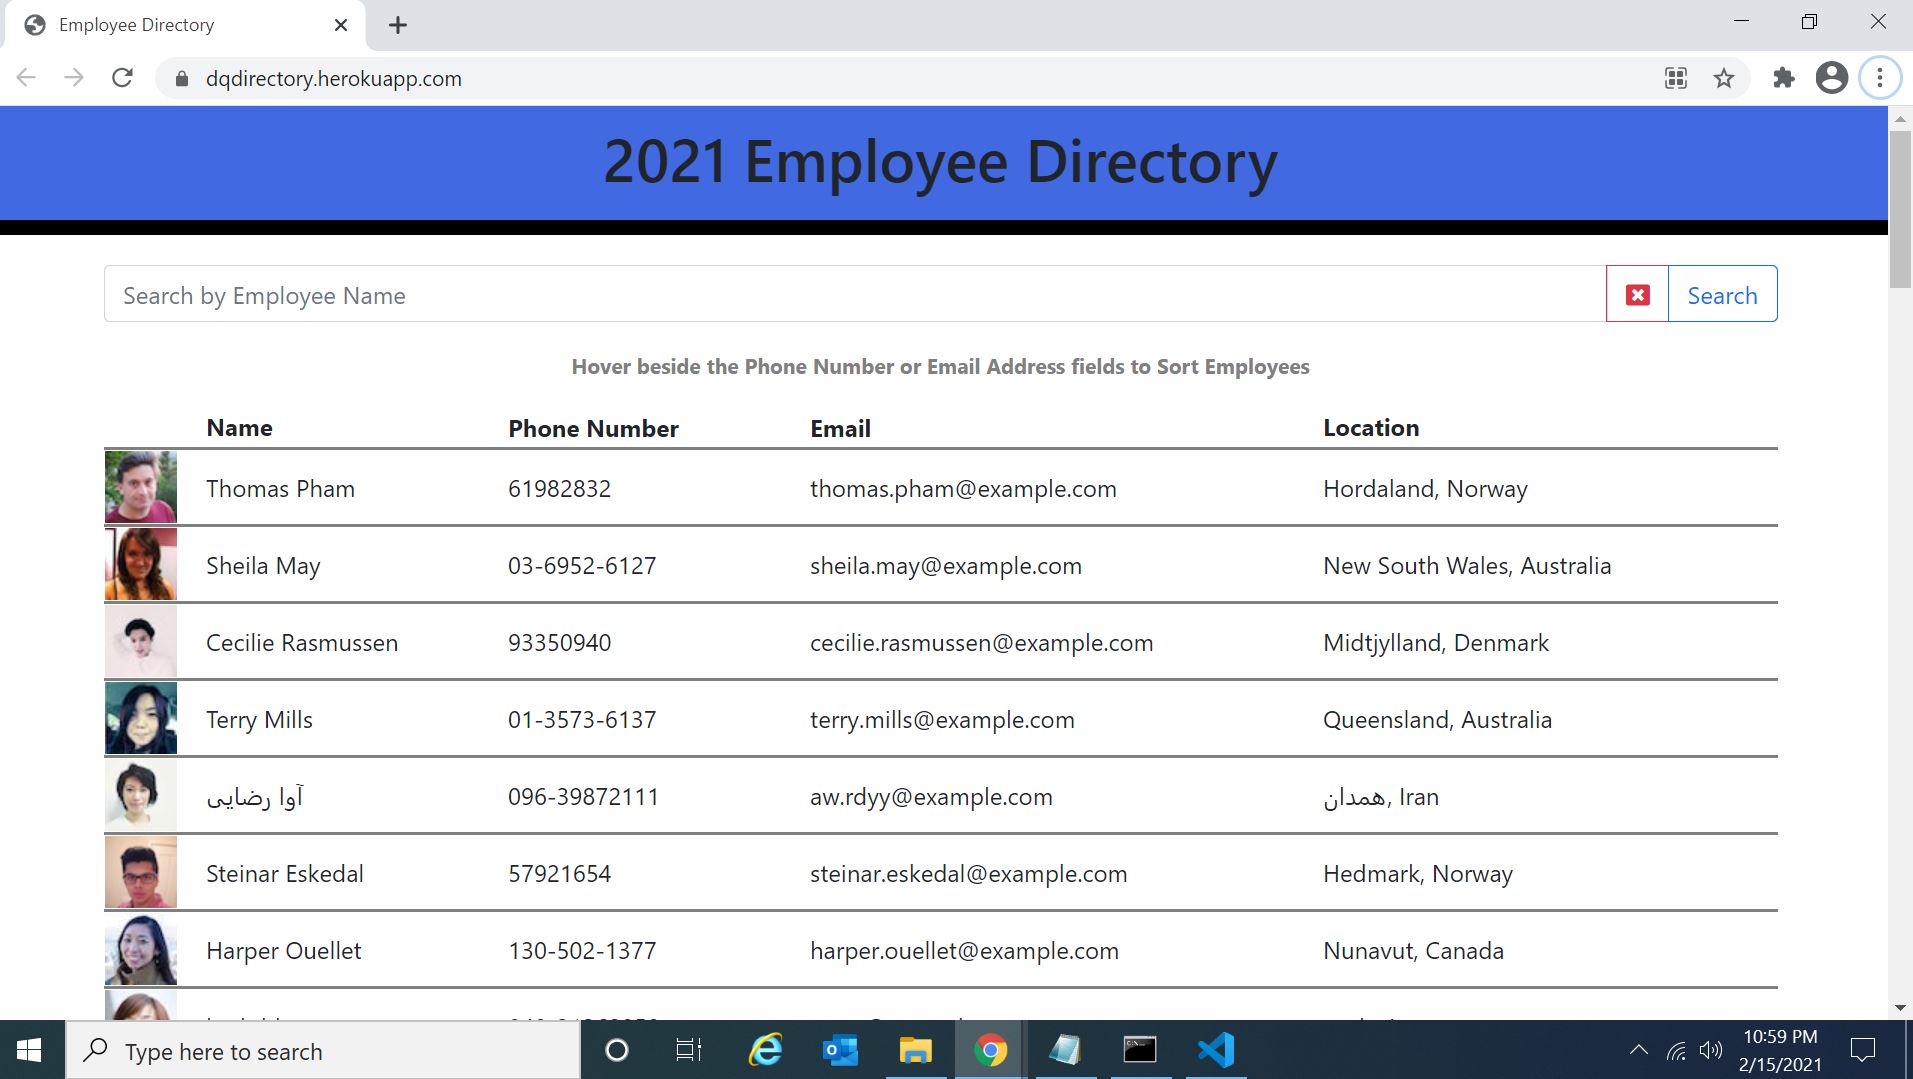 Employee Directory
dqdirectory.herokuapp.com
2021 Employee Directory
Search by Employee Name
Search
Hover beside the Phone Number or Email Address fields to Sort Employees
Name Phone Number Email Location
Thomas Pham 61982832 thomas.pham@example.com Hordaland, Norway
Sheila May 03-6952-6127 sheila.may@example.com New South Wales, Australia
Cecilie Rasmussen 93350940 cecilie.rasmussen@example.com Midtjylland, Denmark
Terry Mills 01-3573-6137 terry.mills@example.com Queensland, Australia
آوا رضایی 096-39872111 aw.rdyy@example.com همدان, Iran
Steinar Eskedal 57921654 steinar.eskedal@example.com Hedmark, Norway
Harper Ouellet 130-502-1377 harper.ouellet@example.com Nunavut, Canada
Type here to search
10:59 PM
2/15/2021